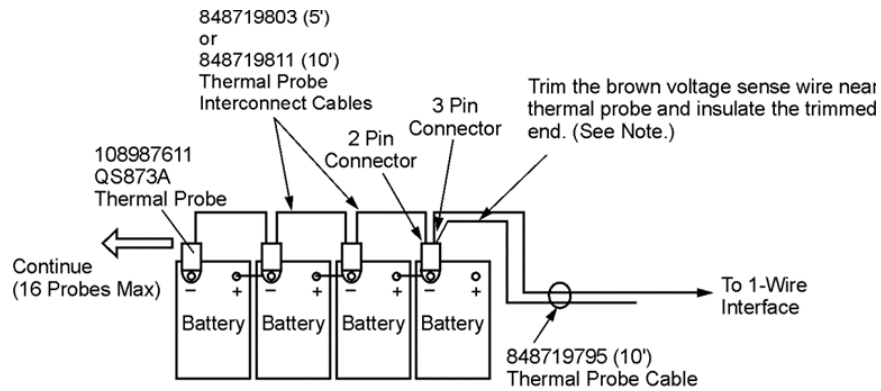 848719803 (5')
or
848719811 (10')
Thermal Probe
Interconnect Cables
3 Pin
Connector
2 Pin
Connector
Trim the brown voltage sense wire near
thermal probe and insulate the trimmed
end. (See Note.)
108987611
QS873A
Thermal Probe
Continue
(16 Probes Max)
− + − + − + − +
Battery Battery Battery Battery
To 1-Wire
Interface
848719795 (10')
Thermal Probe Cable